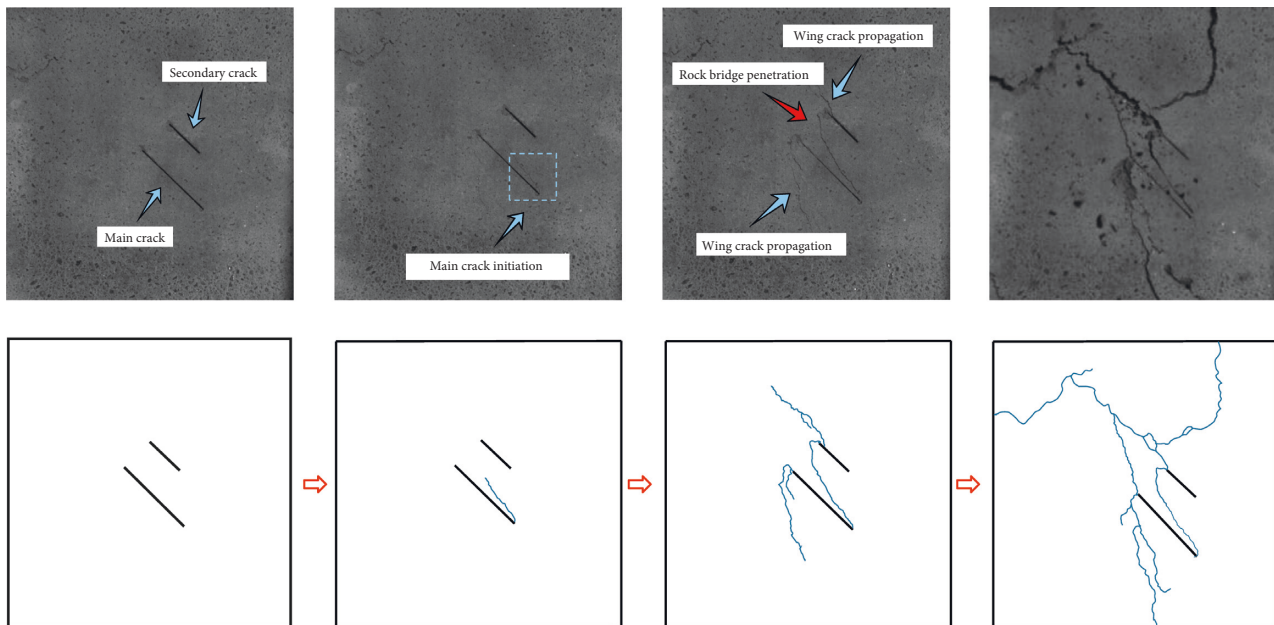 Secondary crack
Main crack
Main crack initiation
Wing crack propagation
Rock bridge penetration
Wing crack propagation